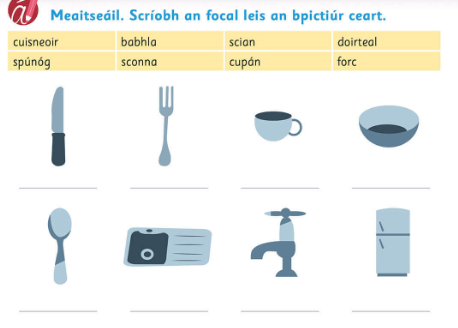 a
Meaitseáil. Scríobh an focal leis an bpictiúr ceart.
cuisneoir babhla scian doirteal
spúnóg sconna cupán forc